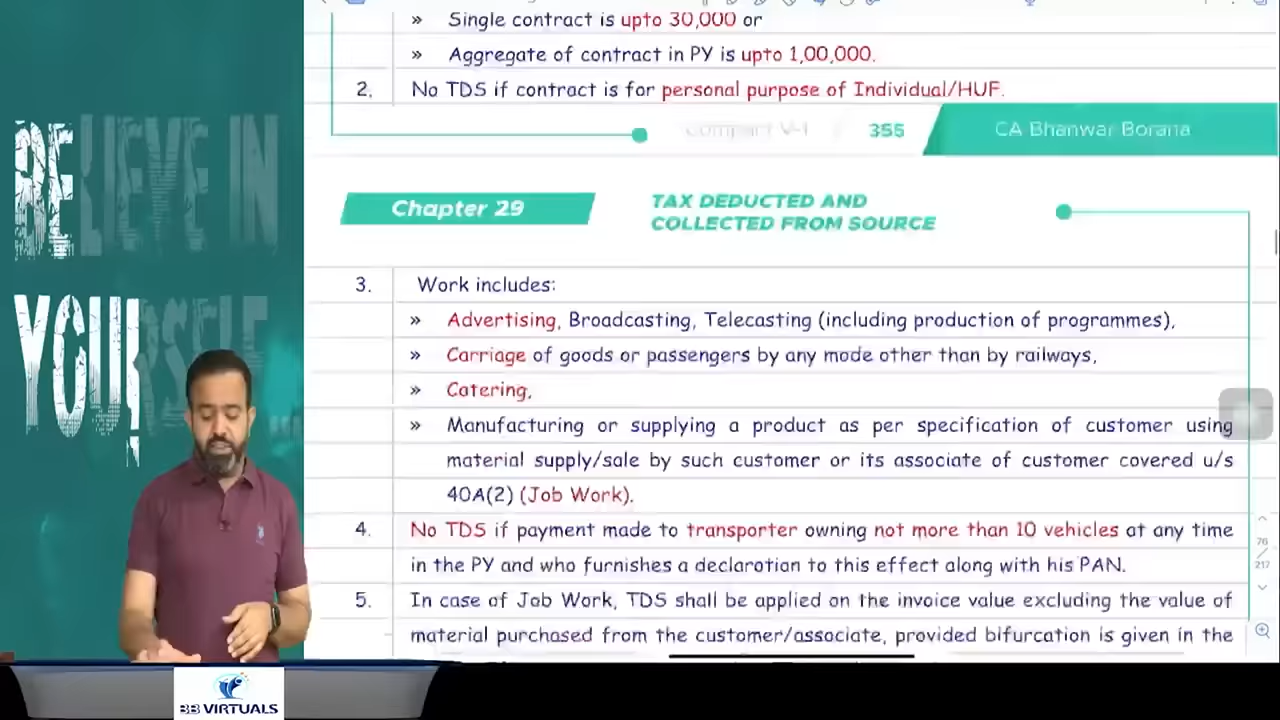 » Single contract is upto 30,000 or
» Aggregate of contract in PY is upto 1,00,000.
2. No TDS if contract is for personal purpose of Individual/HUF.
Compact V-1 / 355 CA Bhanwar Borana
BELIEVE IN
YOURSELF
Chapter 29
TAX DEDUCTED AND
COLLECTED FROM SOURCE
3. Work includes:
» Advertising, Broadcasting, Telecasting (including production of programmes),
» Carriage of goods or passengers by any mode other than by railways,
» Catering,
» Manufacturing or supplying a product as per specification of customer using
material supply/sale by such customer or its associate of customer covered u/s
40A(2) (Job Work).
4. No TDS if payment made to transporter owning not more than 10 vehicles at any time
in the PY and who furnishes a declaration to this effect along with his PAN.
5. In case of Job Work, TDS shall be applied on the invoice value excluding the value of
material purchased from the customer/associate, provided bifurcation is given in the
76
217
BB VIRTUALS